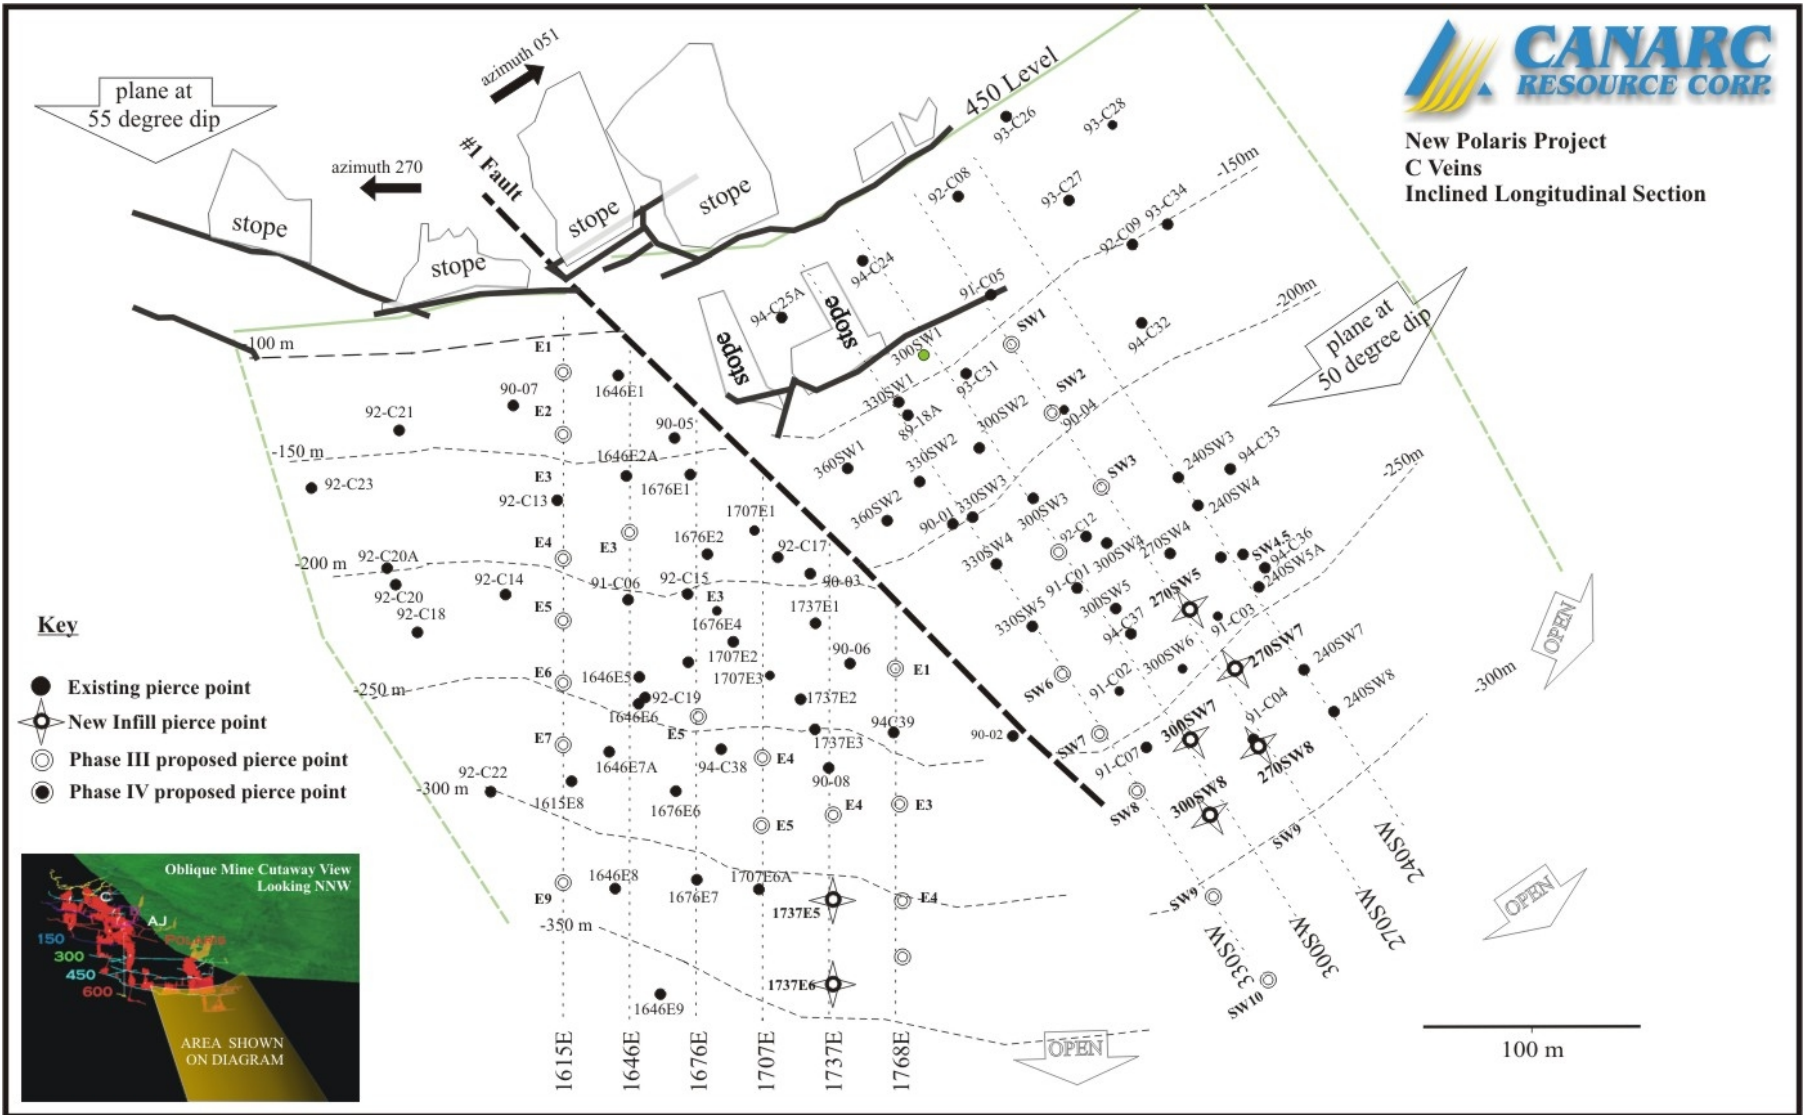 CANARC
RESOURCE CORP.
New Polaris Project
C Veins
Inclined Longitudinal Section
plane at
55 degree dip
azimuth 051
azimuth 270
#1 Fault
450 Level
stope
stope
stope
stope
stope
stope
plane at
50 degree dip
93-C26
93-C28
92-C08
93-C27
92-C09
93-C34
-150m
94-C24
94-C25A
91-C05
-200m
94-C32
300SW1
SW1
93-C31
330SW1
89-18A
SW2
90-04
300SW2
360SW1
330SW2
SW3
240SW3
94-C33
-250m
240SW4
360SW2
90-01
330SW3
300SW3
92-C12
300SW4
270SW4
SW4.5
94-C36
240SW5A
330SW4
91-C01
300SW5
270SW5
91-C03
330SW5
94-C37
300SW6
270SW7
240SW7
SW6
91-C02
91-C04
240SW8
-300m
SW7
91-C07
300SW7
270SW8
SW8
300SW8
SW9
SW9
SW10
240SW
270SW
300SW
330SW
-100 m
E1
1646E1
90-07
E2
92-C21
90-05
-150 m
1646E2A
92-C23
E3
1676E1
92-C13
1707E1
E4
E3
1676E2
92-C17
92-C20A
-200 m
92-C14
91-C06
92-C15
90-03
92-C20
E3
92-C18
E5
1737E1
1676E4
1707E2
90-06
E6
1646E5
1707E3
E1
-250 m
92-C19
1737E2
1646E6
E5
94C39
90-02
E7
1646E7A
94-C38
E4
1737E3
92-C22
90-08
-300 m
1615E8
1676E6
E5
E4
E3
1646E8
1707E6A
E9
1676E7
1737E5
E4
-350 m
1737E6
1646E9
1615E
1646E
1676E
1707E
1737E
1768E
OPEN
OPEN
OPEN
100 m
Key
Existing pierce point
New Infill pierce point
Phase III proposed pierce point
Phase IV proposed pierce point
Oblique Mine Cutaway View
Looking NNW
C
AJ
POLARIS
150
300
450
600
AREA SHOWN
ON DIAGRAM